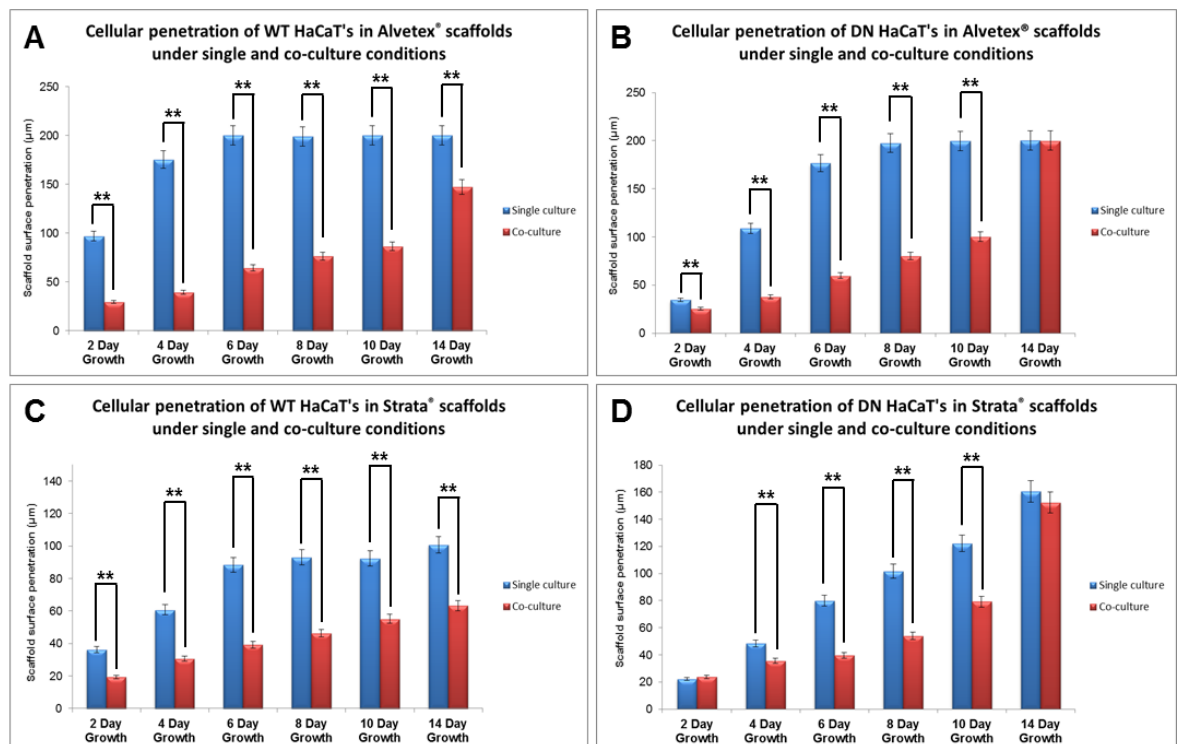 A
Cellular penetration of WT HaCaT's in Alvetex® scaffolds
under single and co-culture conditions
Scaffold surface penetration (µm)
250
200
150
100
50
0
**
**
**
**
**
**
2 Day
Growth
4 Day
Growth
6 Day
Growth
8 Day
Growth
10 Day
Growth
14 Day
Growth
Single culture
Co-culture
B
Cellular penetration of DN HaCaT's in Alvetex® scaffolds
under single and co-culture conditions
Scaffold surface penetration (µm)
250
200
150
100
50
0
**
**
**
**
**
2 Day
Growth
4 Day
Growth
6 Day
Growth
8 Day
Growth
10 Day
Growth
14 Day
Growth
Single culture
Co-culture
C
Cellular penetration of WT HaCaT's in Strata® scaffolds
under single and co-culture conditions
Scaffold surface penetration (µm)
140
120
100
80
60
40
20
0
**
**
**
**
**
**
2 Day
Growth
4 Day
Growth
6 Day
Growth
8 Day
Growth
10 Day
Growth
14 Day
Growth
Single culture
Co-culture
D
Cellular penetration of DN HaCaT's in Strata® scaffolds
under single and co-culture conditions
Scaffold surface penetration (µm)
180
160
140
120
100
80
60
40
20
0
**
**
**
**
2 Day
Growth
4 Day
Growth
6 Day
Growth
8 Day
Growth
10 Day
Growth
14 Day
Growth
Single culture
Co-culture